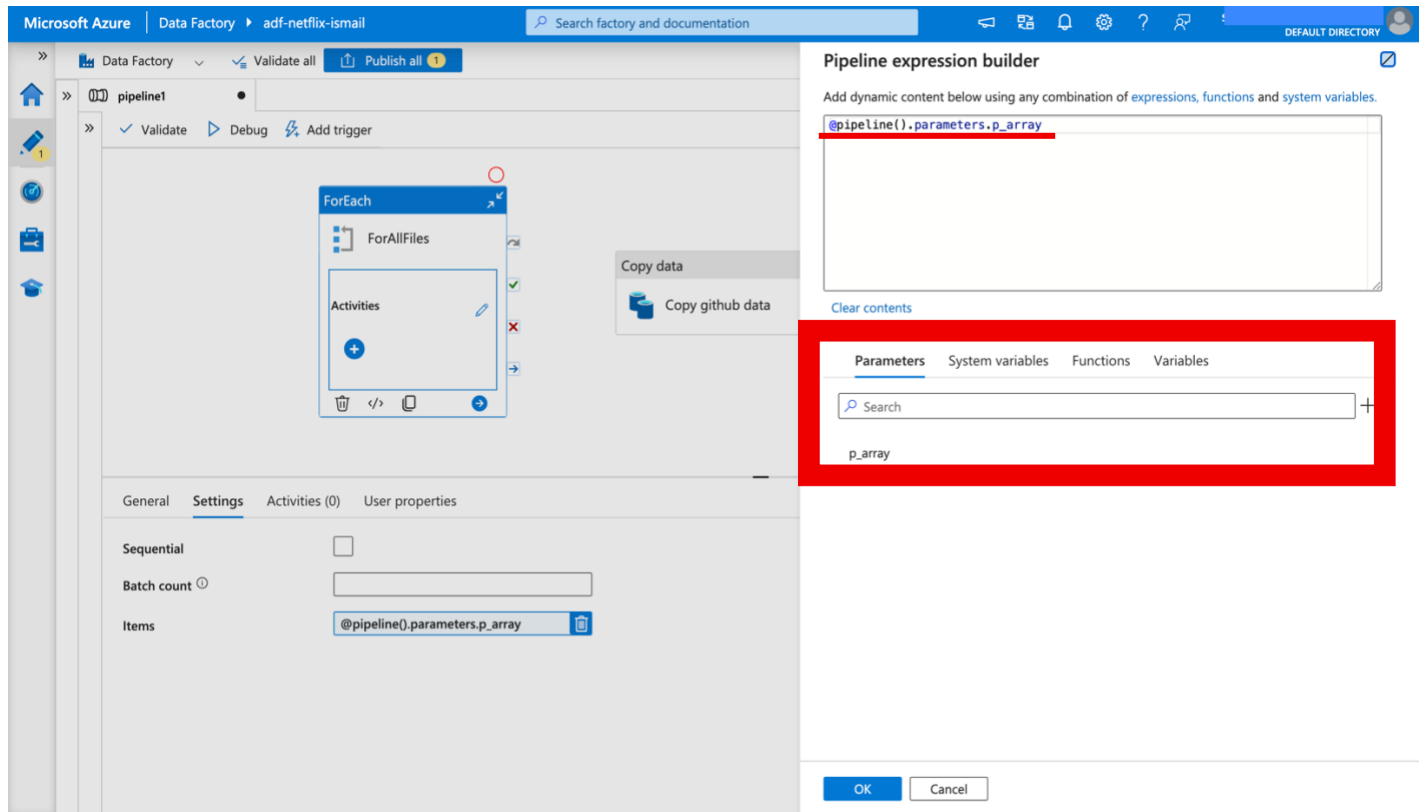 Microsoft Azure
Data Factory
adf-netflix-ismail
Search factory and documentation
DEFAULT DIRECTORY
Data Factory
Validate all
Publish all 1
pipeline1
1
Validate
Debug
Add trigger
ForEach
ForAllFiles
Activities
Copy data
Copy github data
General Settings Activities (0) User properties
Sequential
Batch count
Items
@pipeline().parameters.p_array
Pipeline expression builder
Add dynamic content below using any combination of expressions, functions and system variables.
@pipeline().parameters.p_array
Clear contents
Parameters System variables Functions Variables
Search
p_array
OK Cancel